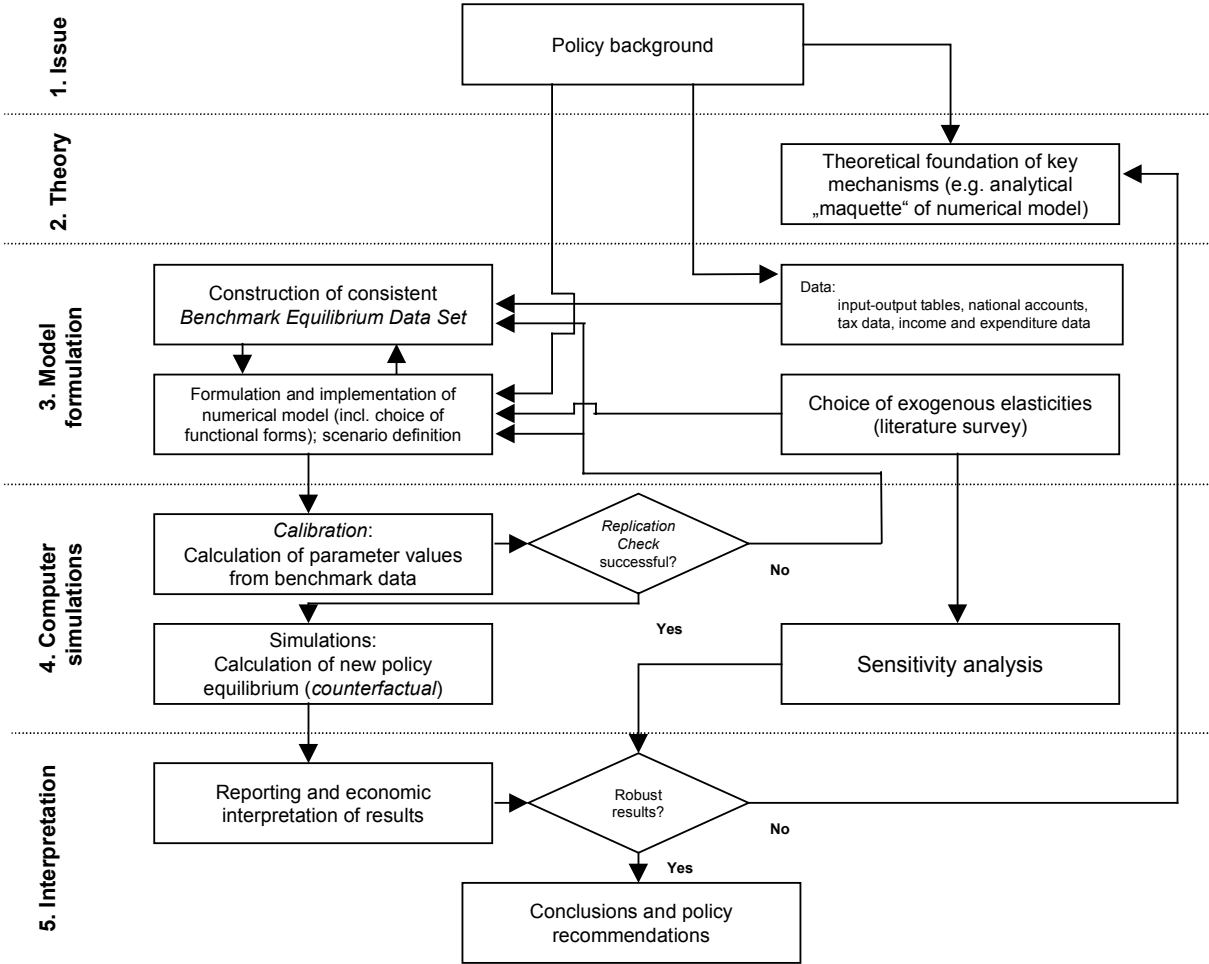 1. Issue
Policy background
2. Theory
Theoretical foundation of key
mechanisms (e.g. analytical
„maquette“ of numerical model)
3. Model
formulation
Construction of consistent
Benchmark Equilibrium Data Set
Data:
input-output tables, national accounts,
tax data, income and expenditure data
Formulation and implementation of
numerical model (incl. choice of
functional forms); scenario definition
Choice of exogenous elasticities
(literature survey)
4. Computer
simulations
Calibration:
Calculation of parameter values
from benchmark data
Replication
Check
successful?
No
Yes
Simulations:
Calculation of new policy
equilibrium (counterfactual)
Sensitivity analysis
5. Interpretation
Reporting and economic
interpretation of results
Robust
results?
No
Yes
Conclusions and policy
recommendations